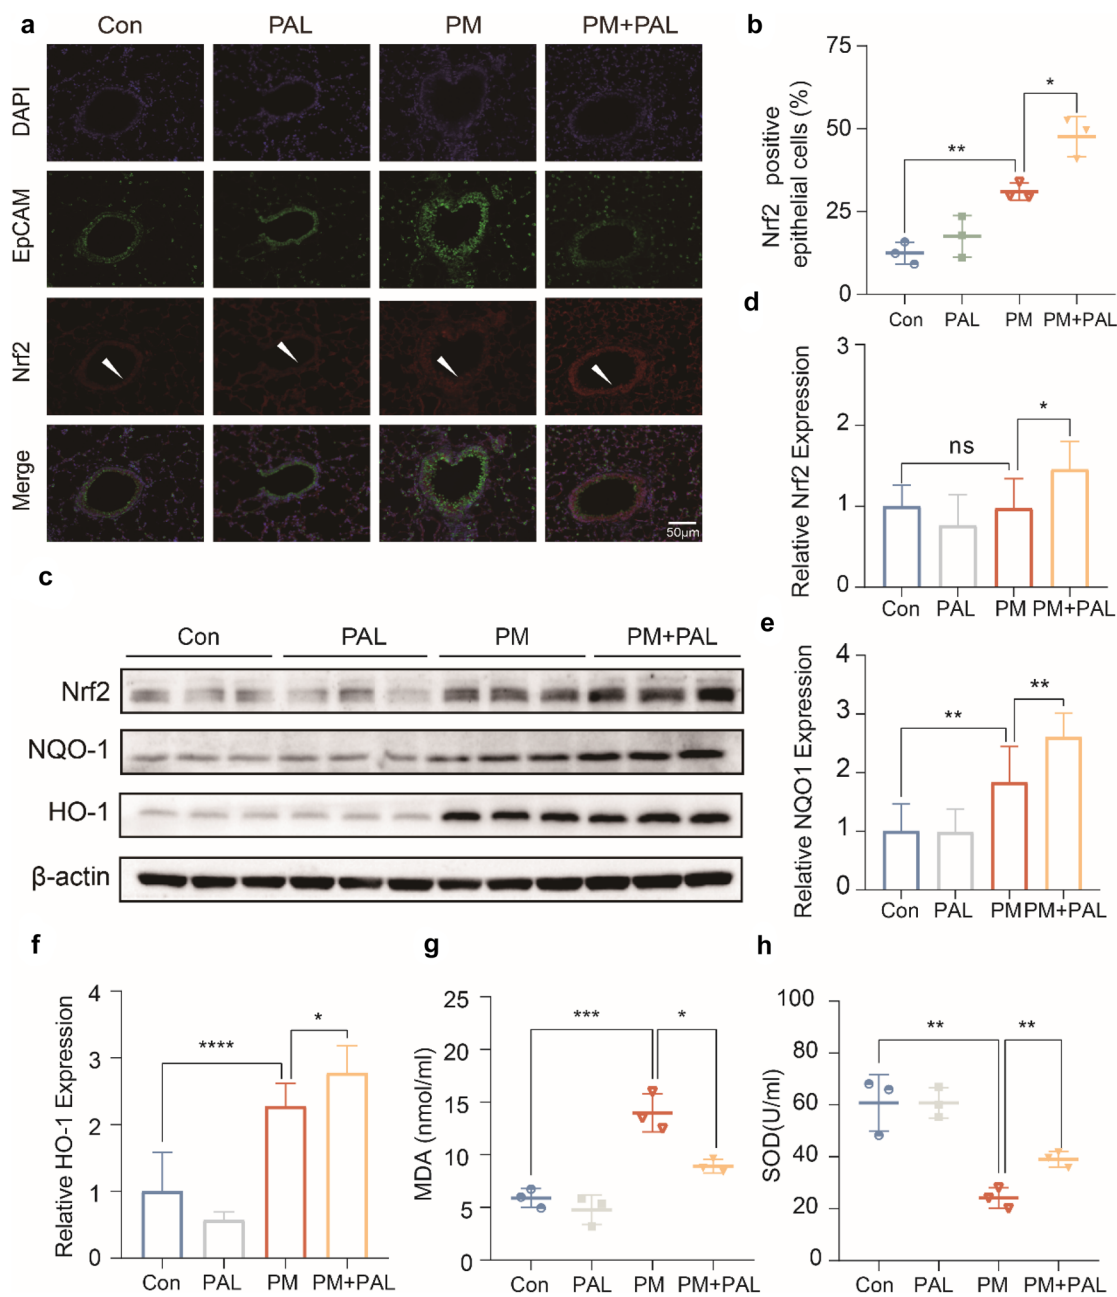 a
Con PAL PM PM+PAL
DAPI
EpCAM
Nrf2
Merge
50μm
b
Nrf2 positive
epithelial cells (%)
75
50
25
0
**
*
Con PAL PM PM+PAL
c
Con PAL PM PM+PAL
Nrf2
NQO-1
HO-1
β-actin
d
Relative Nrf2 Expression
3
2
1
0
ns
*
Con PAL PM PM+PAL
e
Relative NQO1 Expression
4
3
2
1
0
**
**
Con PAL PM PM+PAL
f
Relative HO-1 Expression
4
3
2
1
0
****
*
Con PAL PM PM+PAL
g
MDA (nmol/ml)
25
20
15
10
5
0
***
*
Con PAL PM PM+PAL
h
SOD(U/ml)
100
80
60
40
20
0
**
**
Con PAL PM PM+PAL